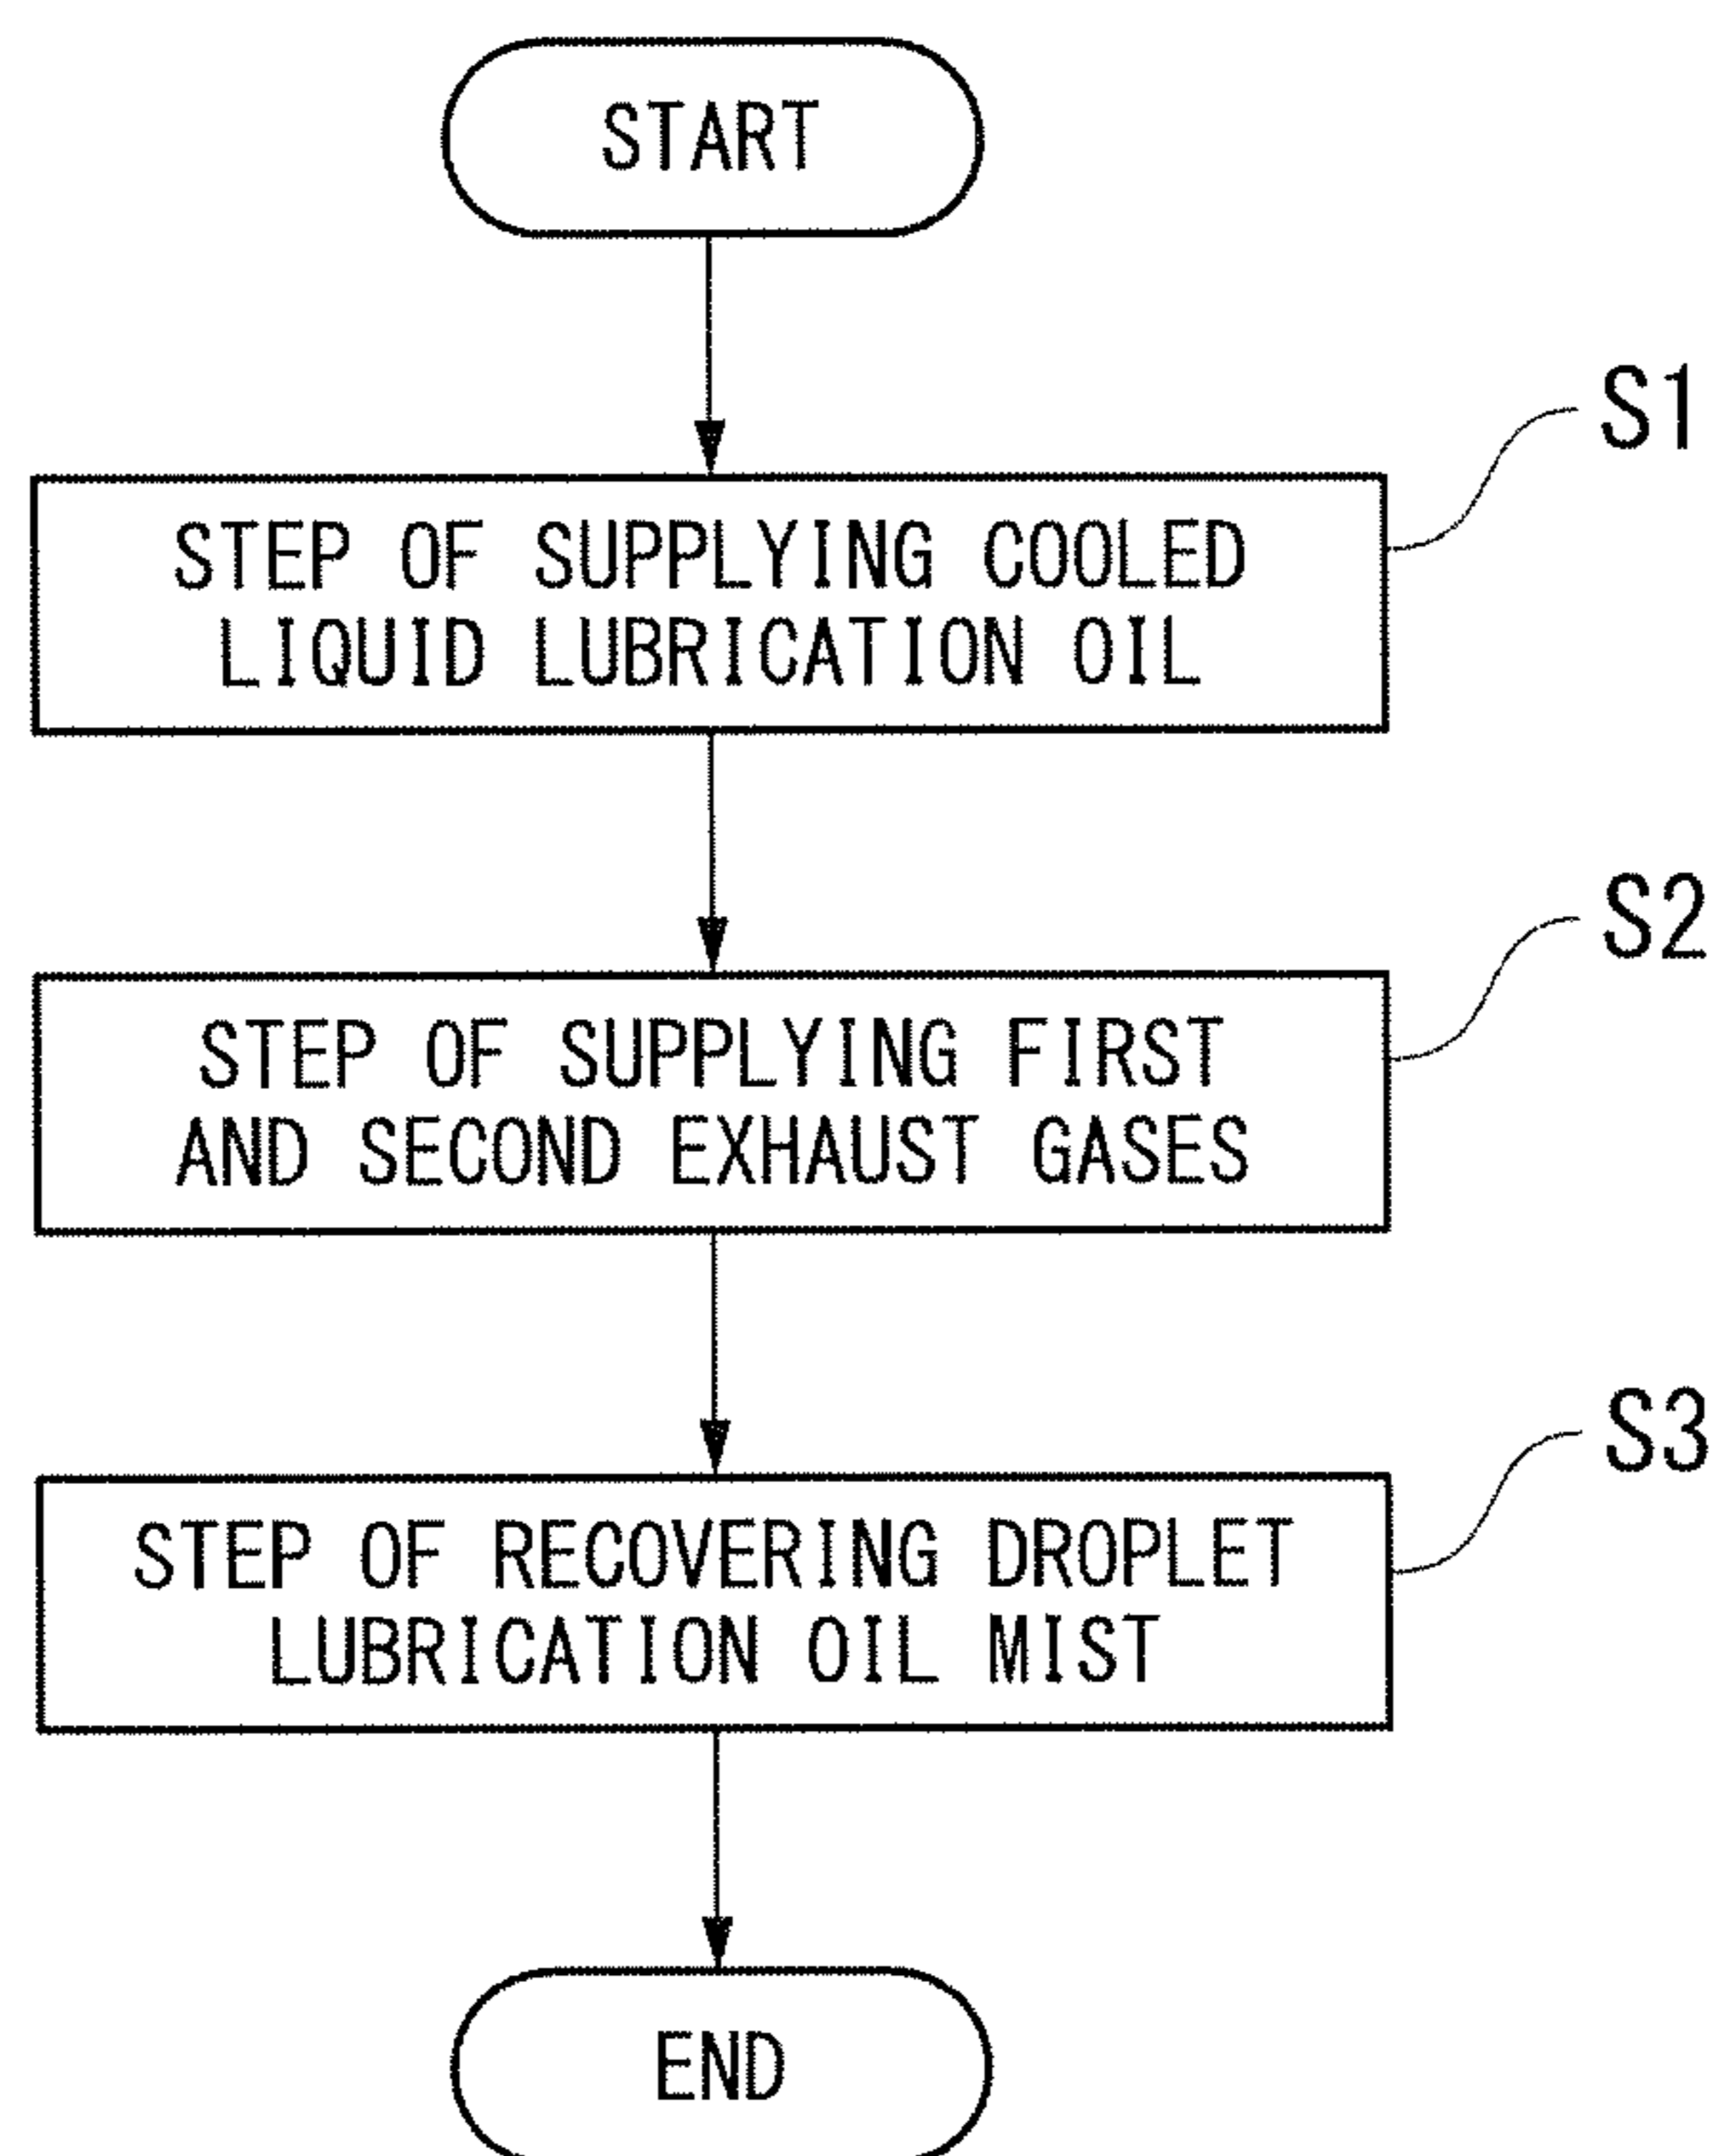 START
S1
STEP OF SUPPLYING COOLED
LIQUID LUBRICATION OIL
S2
STEP OF SUPPLYING FIRST
AND SECOND EXHAUST GASES
S3
STEP OF RECOVERING DROPLET
LUBRICATION OIL MIST
END